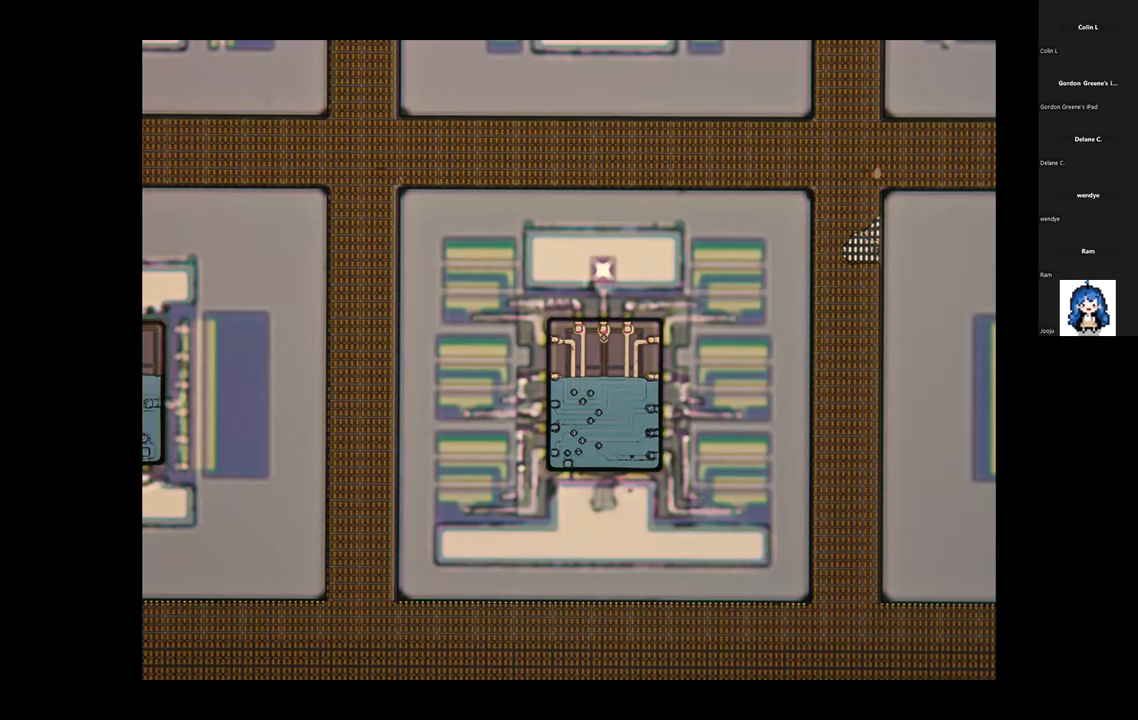 Colin L
Colin L
Gordon Greene's i...
Gordon Greene's iPad
Delane C.
Delane C.
wendye
wendye
Ram
Ram
Jooju